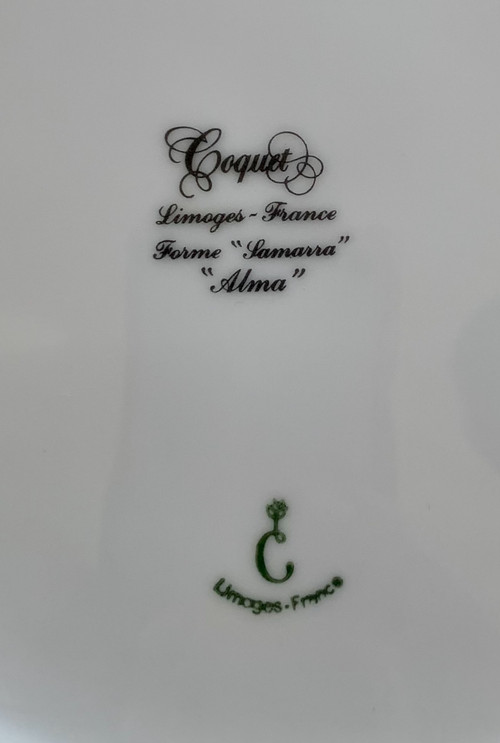 Coquet
Limoges ~ France
Forme "Samarra"
"Alma"
C
Limoges-France